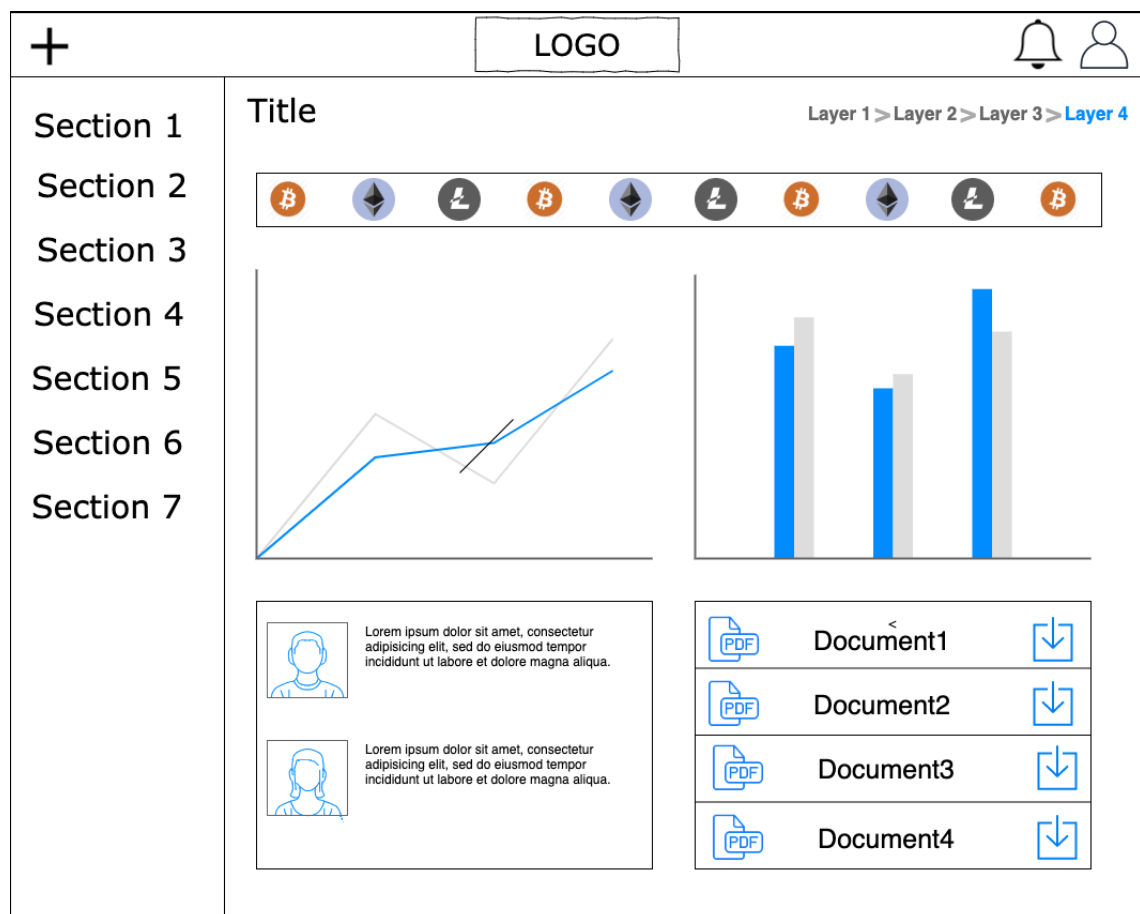 LOGO
Title
Layer 1 > Layer 2 > Layer 3 > Layer 4
Section 1
Section 2
Section 3
Section 4
Section 5
Section 6
Section 7
Lorem ipsum dolor sit amet, consectetur
adipisicing elit, sed do eiusmod tempor
incididunt ut labore et dolore magna aliqua.
Lorem ipsum dolor sit amet, consectetur
adipisicing elit, sed do eiusmod tempor
incididunt ut labore et dolore magna aliqua.
<
PDF Document1
PDF Document2
PDF Document3
PDF Document4